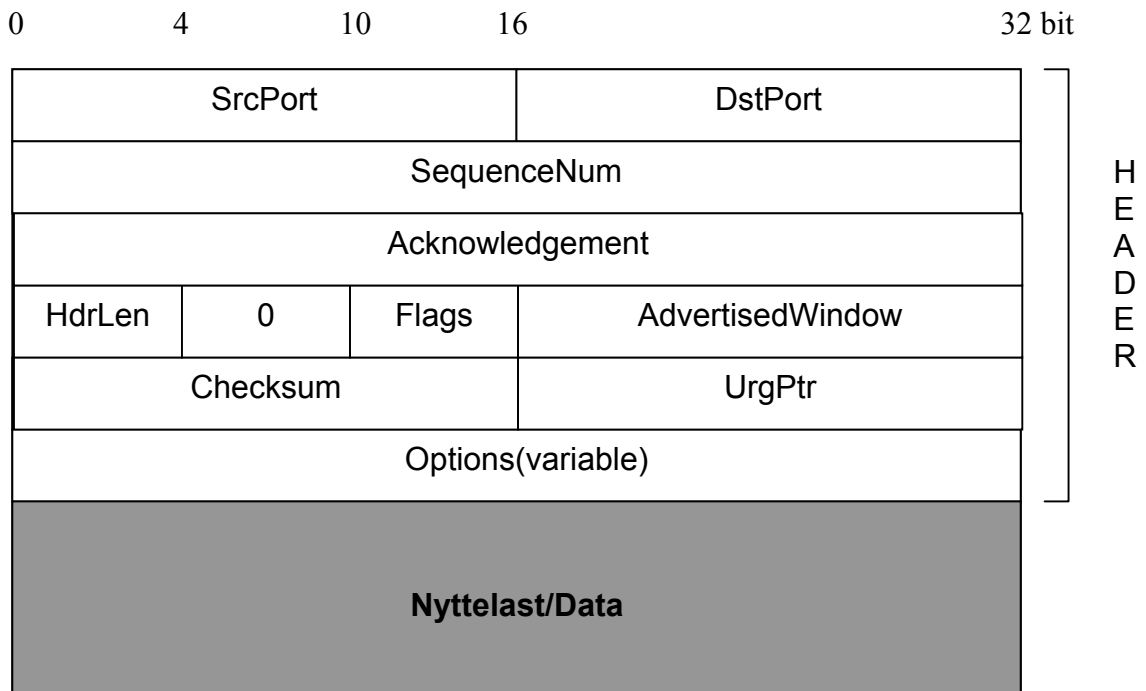 0 4 10 16 32 bit
SrcPort DstPort
SequenceNum
Acknowledgement
HdrLen 0 Flags AdvertisedWindow
Checksum UrgPtr
Options(variable)
Nyttelast/Data
H
E
A
D
E
R